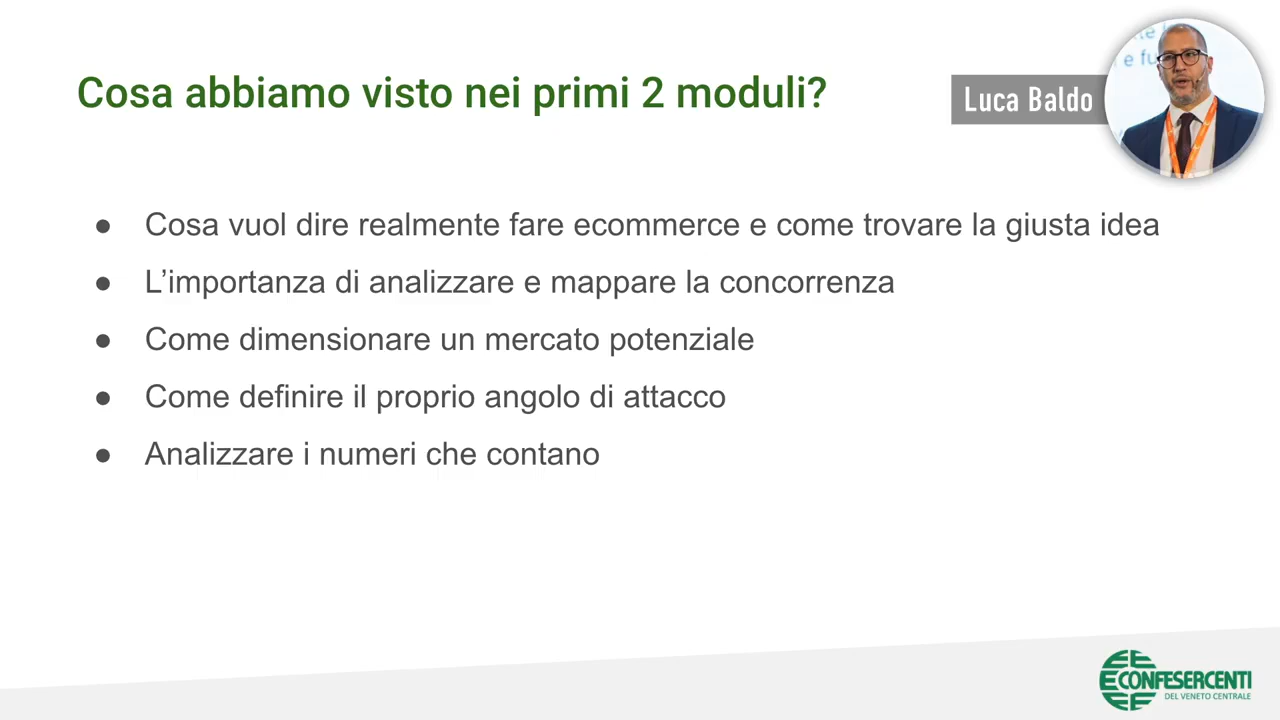 Cosa abbiamo visto nei primi 2 moduli?
Luca Baldo
● Cosa vuol dire realmente fare ecommerce e come trovare la giusta idea
● L’importanza di analizzare e mappare la concorrenza
● Come dimensionare un mercato potenziale
● Come definire il proprio angolo di attacco
● Analizzare i numeri che contano
CONFESERCENTI
DEL VENETO CENTRALE